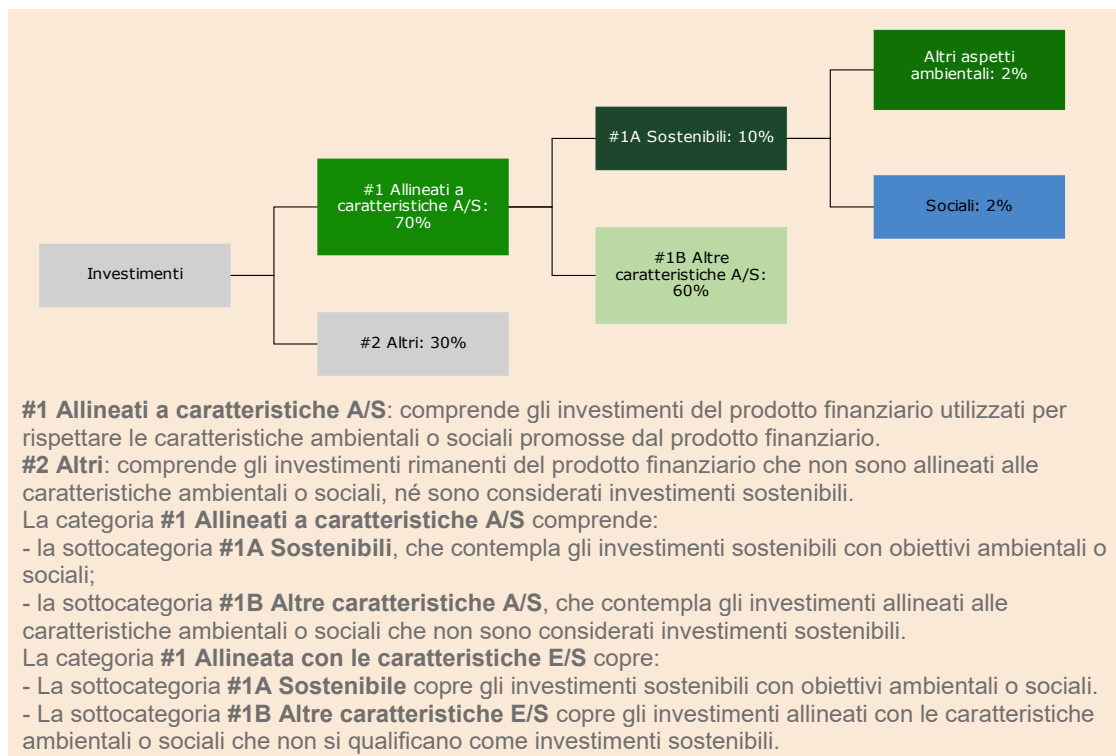 Altri aspetti
ambientali: 2%
#1A Sostenibili: 10%
#1 Allineati a
caratteristiche A/S:
70%
Sociali: 2%
Investimenti
#1B Altre
caratteristiche A/S:
60%
#2 Altri: 30%
#1 Allineati a caratteristiche A/S: comprende gli investimenti del prodotto finanziario utilizzati per
rispettare le caratteristiche ambientali o sociali promosse dal prodotto finanziario.
#2 Altri: comprende gli investimenti rimanenti del prodotto finanziario che non sono allineati alle
caratteristiche ambientali o sociali, né sono considerati investimenti sostenibili.
La categoria #1 Allineati a caratteristiche A/S comprende:
- la sottocategoria #1A Sostenibili, che contempla gli investimenti sostenibili con obiettivi ambientali o
sociali;
- la sottocategoria #1B Altre caratteristiche A/S, che contempla gli investimenti allineati alle
caratteristiche ambientali o sociali che non sono considerati investimenti sostenibili.
La categoria #1 Allineata con le caratteristiche E/S copre:
- La sottocategoria #1A Sostenibile copre gli investimenti sostenibili con obiettivi ambientali o sociali.
- La sottocategoria #1B Altre caratteristiche E/S copre gli investimenti allineati con le caratteristiche
ambientali o sociali che non si qualificano come investimenti sostenibili.